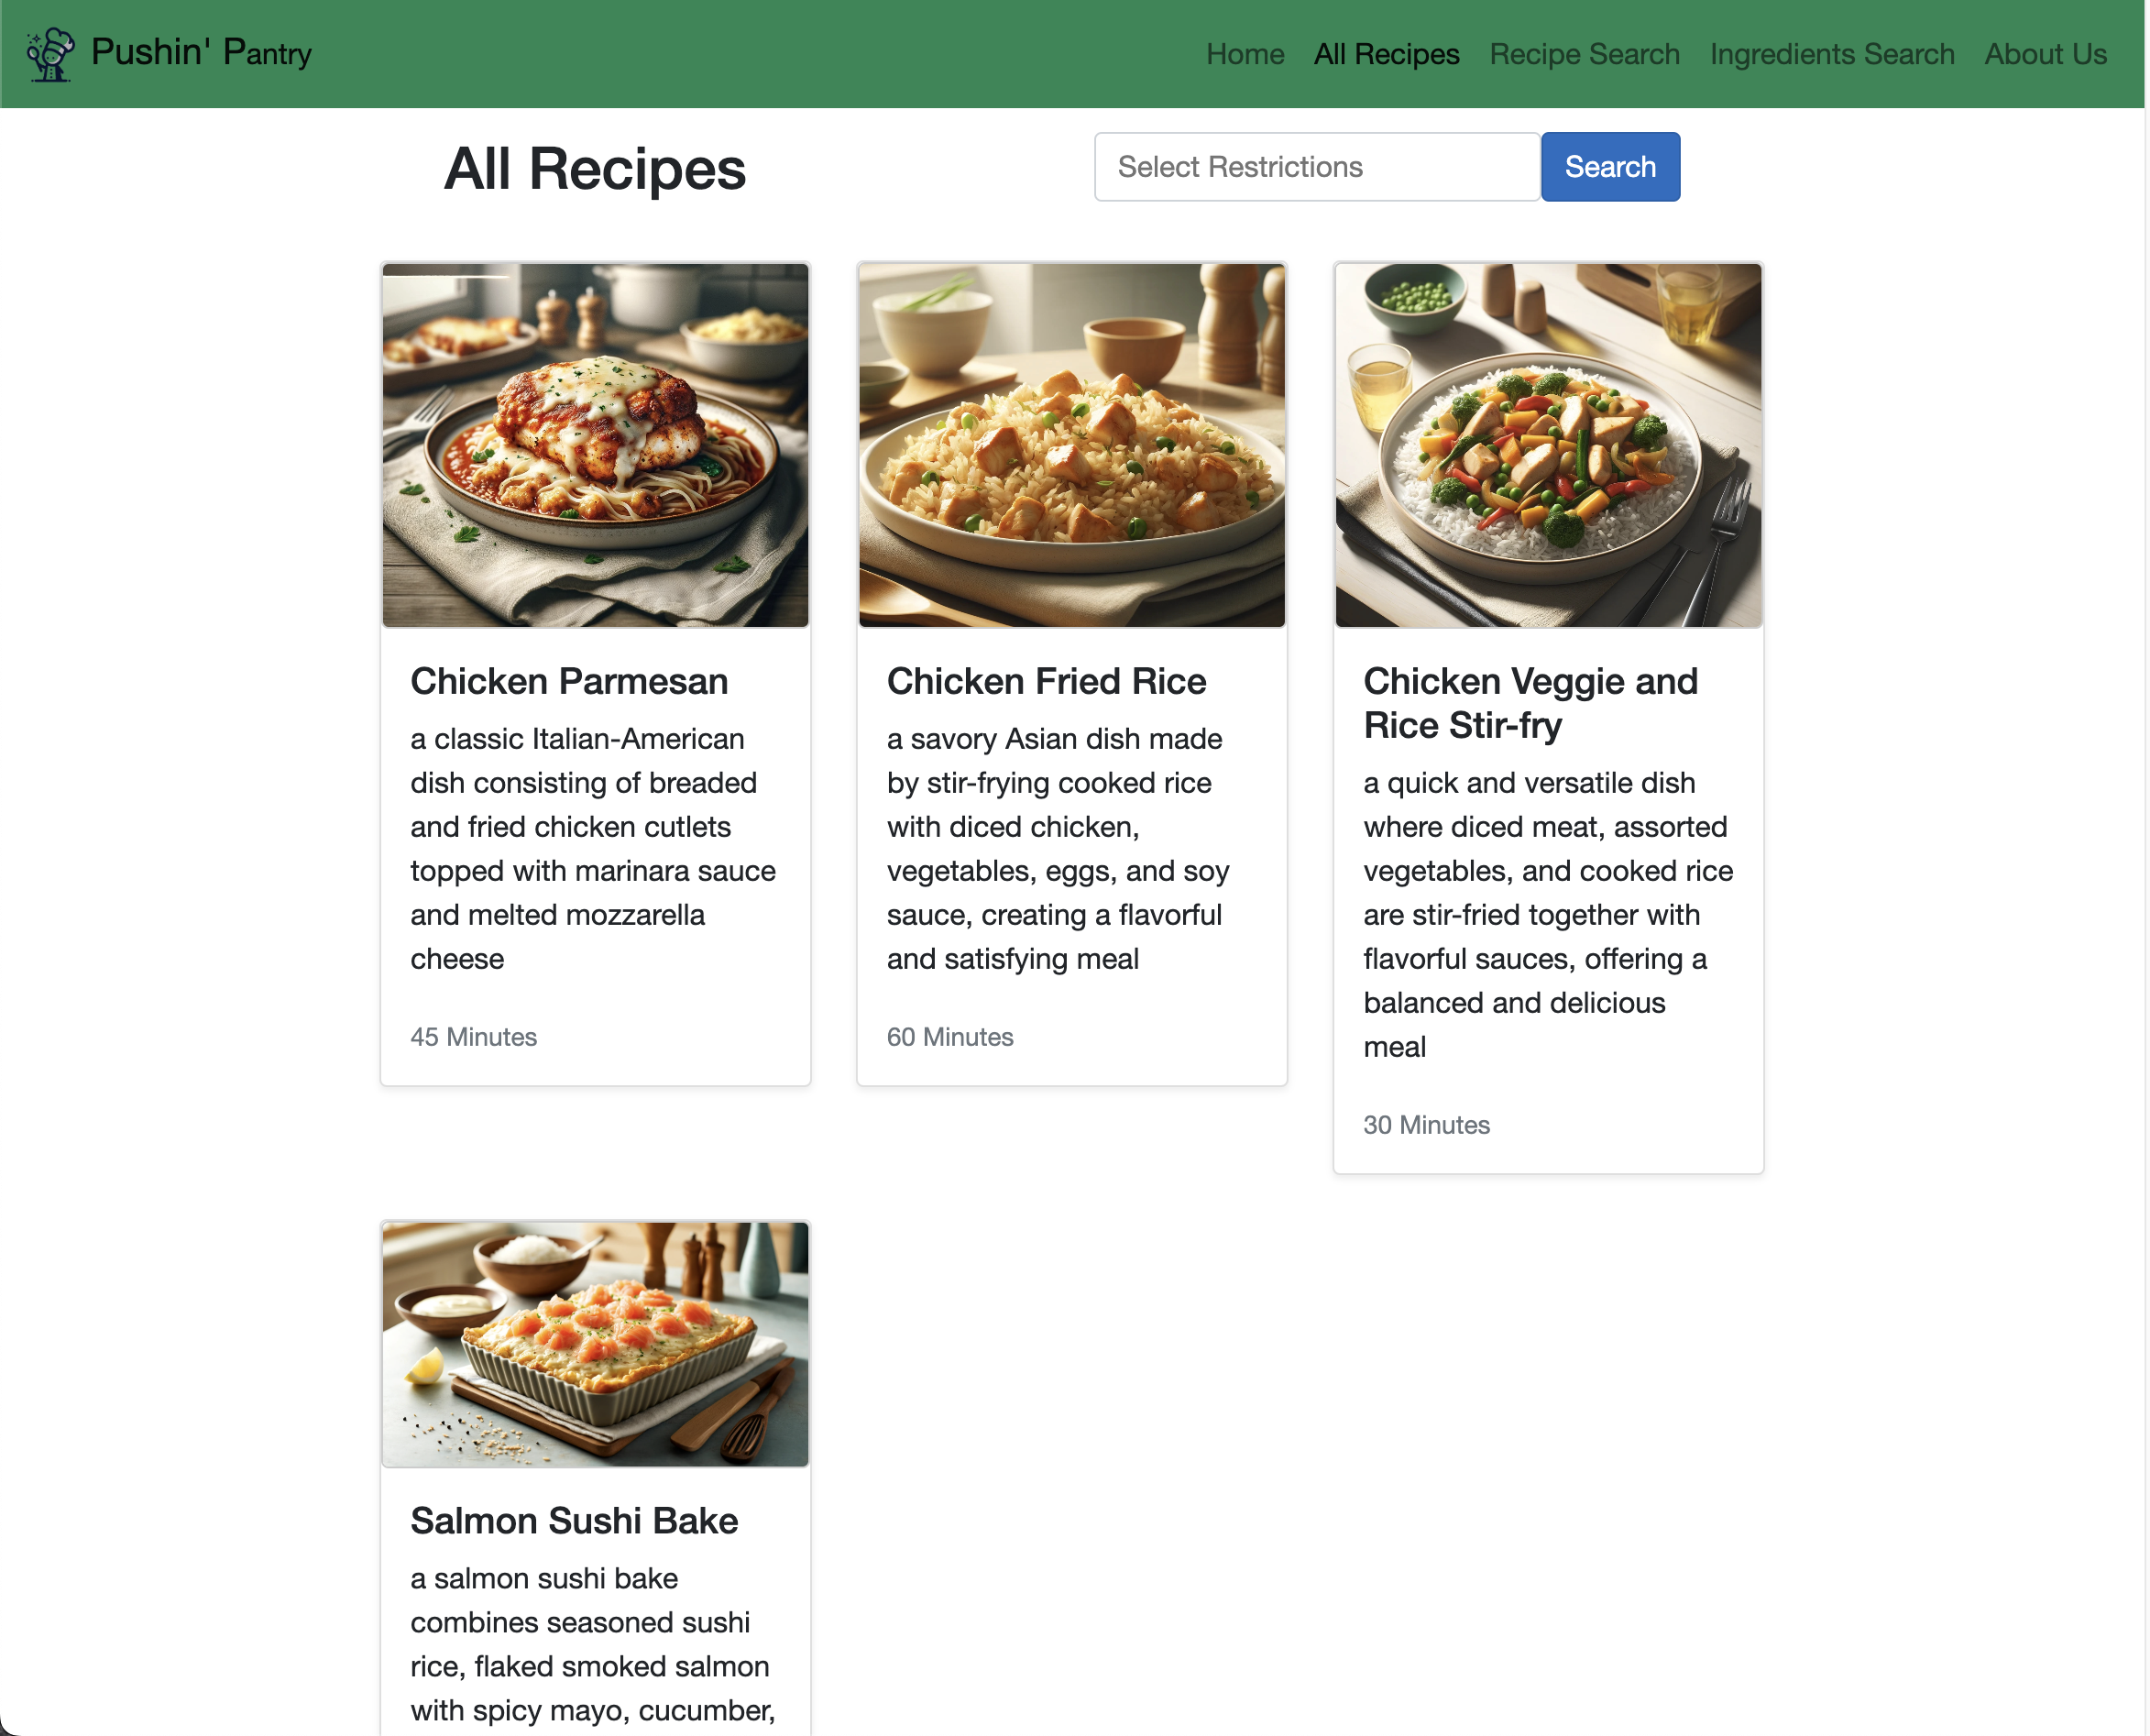 Pushin' Pantry
Home All Recipes Recipe Search Ingredients Search About Us
All Recipes
Select Restrictions
Search
Chicken Parmesan
a classic Italian-American
dish consisting of breaded
and fried chicken cutlets
topped with marinara sauce
and melted mozzarella
cheese
45 Minutes
Chicken Fried Rice
a savory Asian dish made
by stir-frying cooked rice
with diced chicken,
vegetables, eggs, and soy
sauce, creating a flavorful
and satisfying meal
60 Minutes
Chicken Veggie and
Rice Stir-fry
a quick and versatile dish
where diced meat, assorted
vegetables, and cooked rice
are stir-fried together with
flavorful sauces, offering a
balanced and delicious
meal
30 Minutes
Salmon Sushi Bake
a salmon sushi bake
combines seasoned sushi
rice, flaked smoked salmon
with spicy mayo, cucumber,